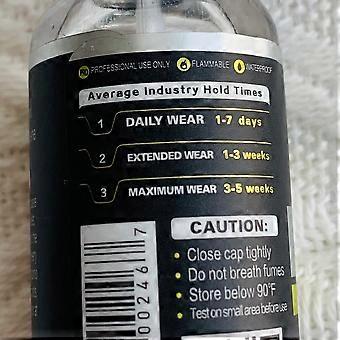 PROFESSIONAL USE ONLY FLAMMABLE WATERPROOF
Average Industry Hold Times
1 DAILY WEAR 1-7 days
2 EXTENDED WEAR 1-3 weeks
3 MAXIMUM WEAR 3-5 weeks
CAUTION:
• Close cap tightly
• Do not breath fumes
• Store below 90°F
• Test on small area before use
002467